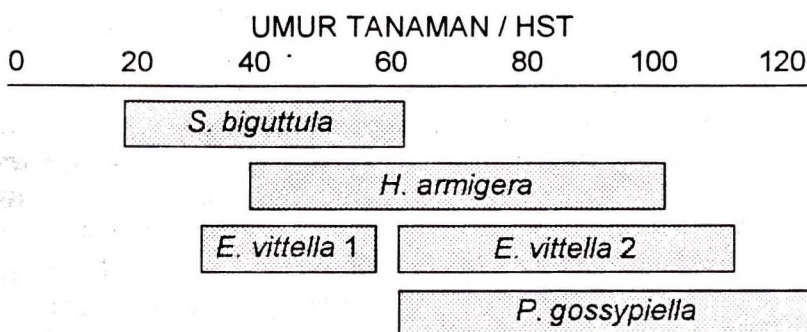 UMUR TANAMAN / HST
0 20 40 60 80 100 120
S. biguttula
H. armigera
E. vittella 1 E. vittella 2
P. gossypiella